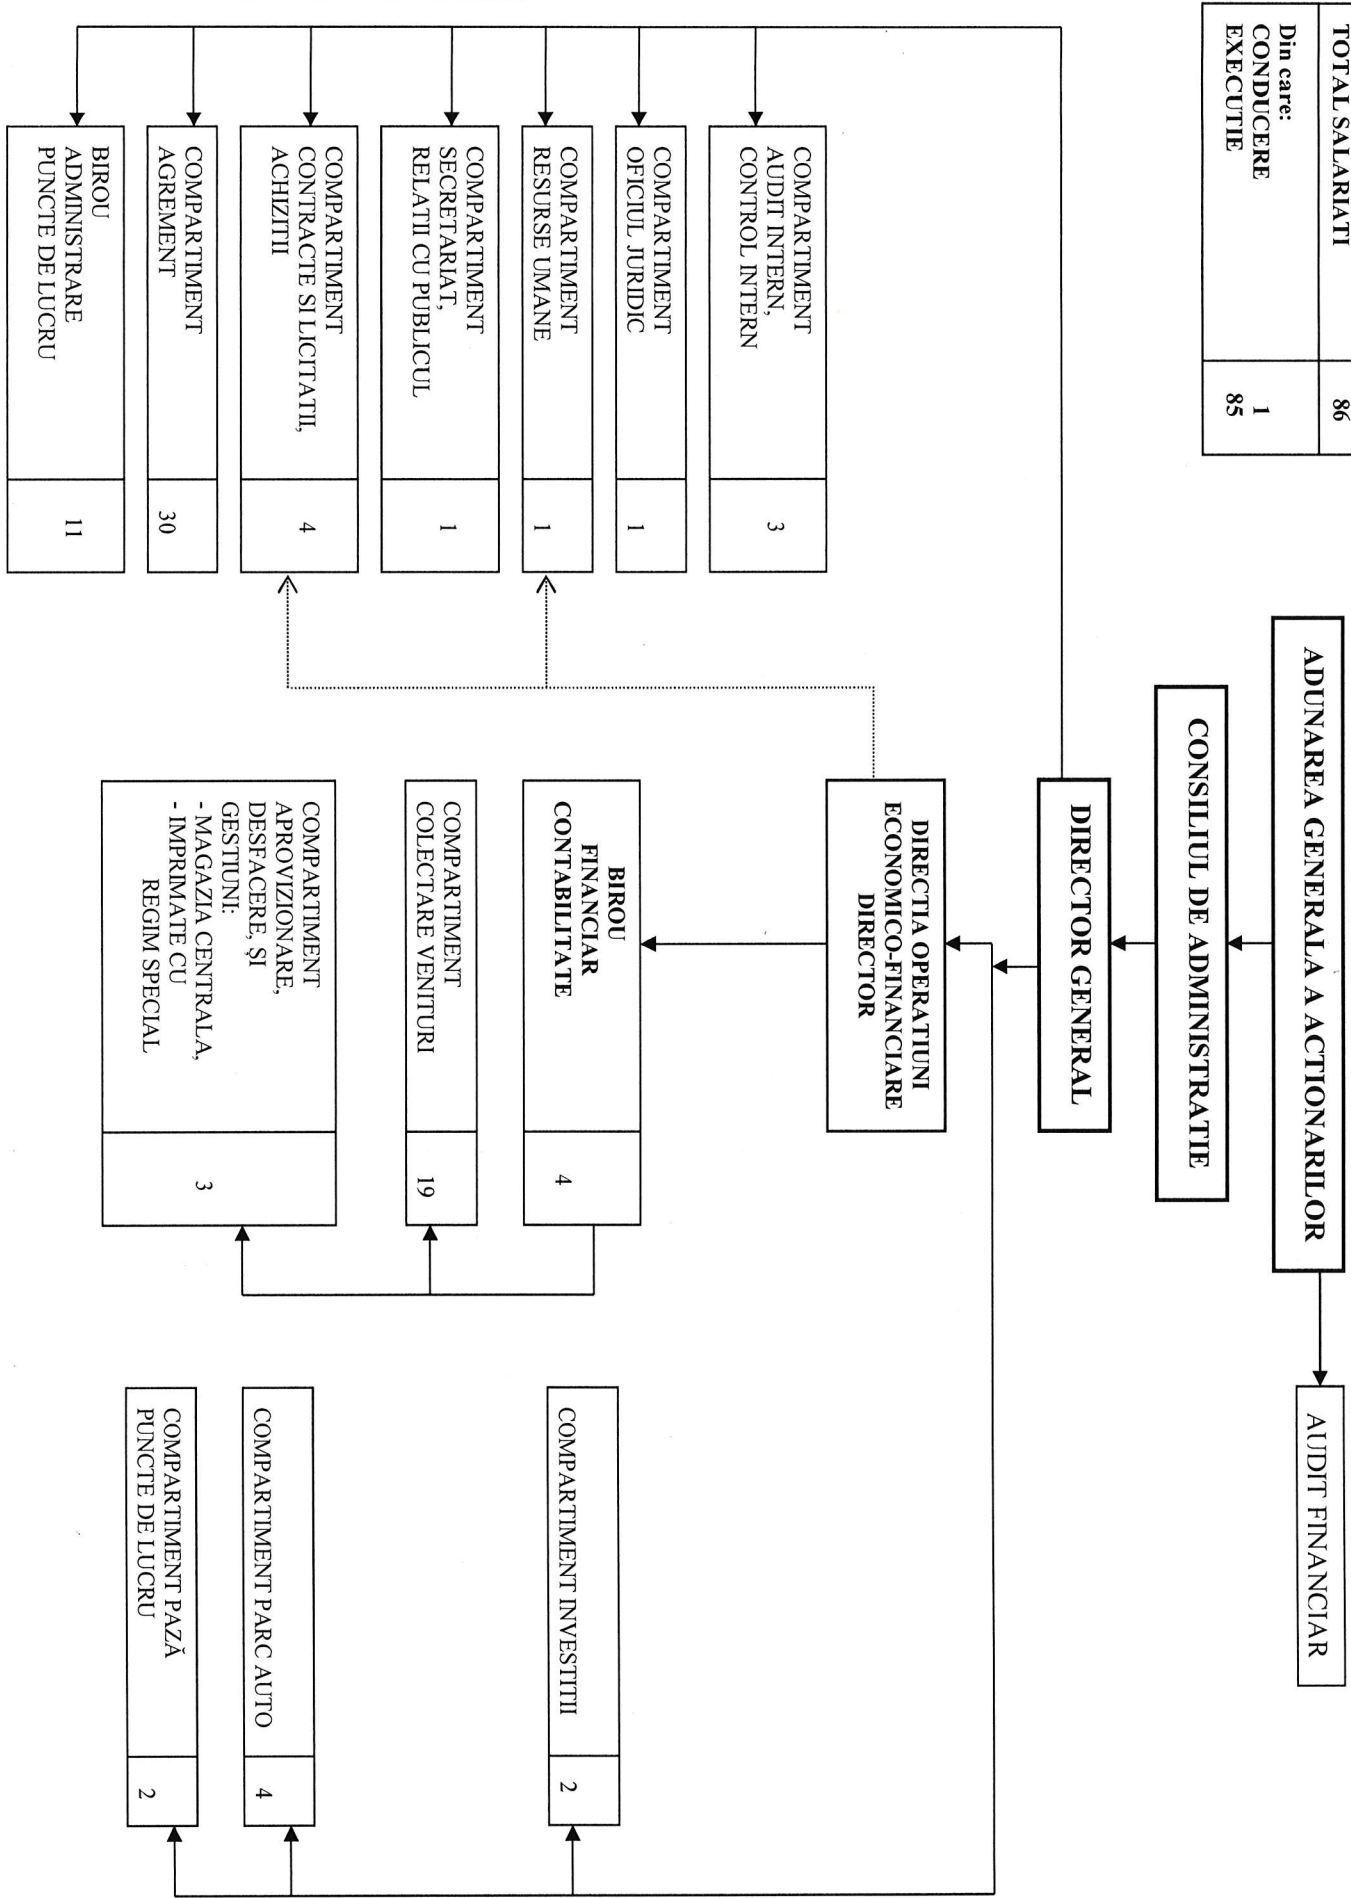 TOTAL SALARIATI 86
Din care:
CONDUCERE 1
EXECUTIE 85
ADUNAREA GENERALA A ACTIONARILOR
AUDIT FINANCIAR
CONSILIUL DE ADMINISTRATIE
DIRECTOR GENERAL
DIRECTIA OPERATIUNI
ECONOMICO-FINANCIARE
DIRECTOR
COMPARTIMENT
AUDIT INTERN,
CONTROL INTERN
3
COMPARTIMENT
OFICIUL JURIDIC
1
COMPARTIMENT
RESURSE UMANE
1
COMPARTIMENT
SECRETARIAT,
RELATII CU PUBLICUL
1
COMPARTIMENT
CONTRACTE SI LICITATII,
ACHIZITII
4
COMPARTIMENT
AGREMENT
30
BIROU
ADMINISTRARE
PUNCTE DE LUCRU
11
BIROU
FINANCIAR
CONTABILITATE
4
COMPARTIMENT
COLECTARE VENITURI
19
COMPARTIMENT
APROVIZIONARE,
DESFACERE, ȘI
GESTIUNI:
- MAGAZIA CENTRALA,
- IMPRIMATE CU
REGIM SPECIAL
3
COMPARTIMENT INVESTITII
2
COMPARTIMENT PARC AUTO
4
COMPARTIMENT PAZĂ
PUNCTE DE LUCRU
2